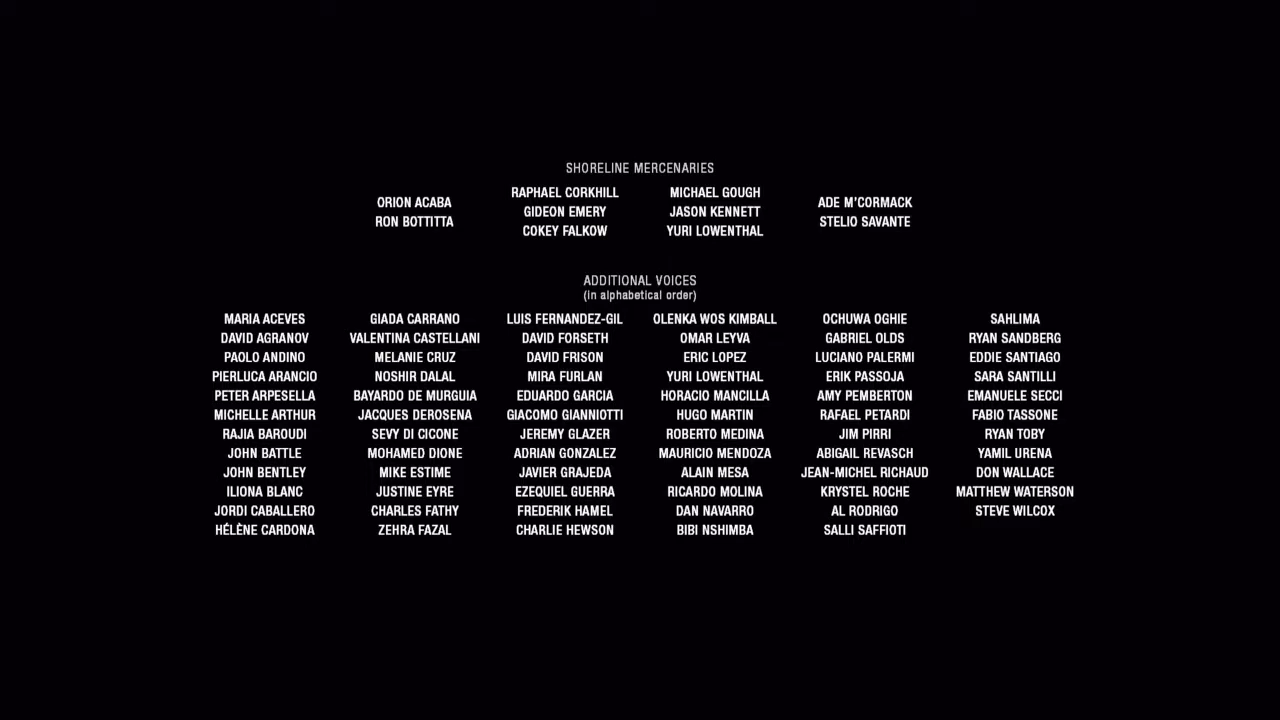 SHORELINE MERCENARIES
ORION ACABA
RON BOTTITTA
RAPHAEL CORKHILL
GIDEON EMERY
COKEY FALKOW
MICHAEL GOUGH
JASON KENNETT
YURI LOWENTHAL
ADE M'CORMACK
STELIO SAVANTE
ADDITIONAL VOICES
(in alphabetical order)
MARIA ACEVES
DAVID AGRANOV
PAOLO ANDINO
PIERLUCA ARANCIO
PETER ARPESELLA
MICHELLE ARTHUR
RAJIA BAROUDI
JOHN BATTLE
JOHN BENTLEY
ILIONA BLANC
JORDI CABALLERO
HÉLÈNE CARDONA
GIADA CARRANO
VALENTINA CASTELLANI
MELANIE CRUZ
NOSHIR DALAL
BAYARDO DE MURGUIA
JACQUES DEROSENA
SEVY DI CICONE
MOHAMED DIONE
MIKE ESTIME
JUSTINE EYRE
CHARLES FATHY
ZEHRA FAZAL
LUIS FERNANDEZ-GIL
DAVID FORSETH
DAVID FRISON
MIRA FURLAN
EDUARDO GARCIA
GIACOMO GIANNIOTTI
JEREMY GLAZER
ADRIAN GONZALEZ
JAVIER GRAJEDA
EZEQUIEL GUERRA
FREDERIK HAMEL
CHARLIE HEWSON
OLENKA WOS KIMBALL
OMAR LEYVA
ERIC LOPEZ
YURI LOWENTHAL
HORACIO MANCILLA
HUGO MARTIN
ROBERTO MEDINA
MAURICIO MENDOZA
ALAIN MESA
RICARDO MOLINA
DAN NAVARRO
BIBI NSHIMBA
OCHUWA OGHIE
GABRIEL OLDS
LUCIANO PALERMI
ERIK PASSOJA
AMY PEMBERTON
RAFAEL PETARDI
JIM PIRRI
ABIGAIL REVASCH
JEAN-MICHEL RICHAUD
KRYSTEL ROCHE
AL RODRIGO
SALLI SAFFIOTI
SAHLIMA
RYAN SANDBERG
EDDIE SANTIAGO
SARA SANTILLI
EMANUELE SECCI
FABIO TASSONE
RYAN TOBY
YAMIL URENA
DON WALLACE
MATTHEW WATERSON
STEVE WILCOX